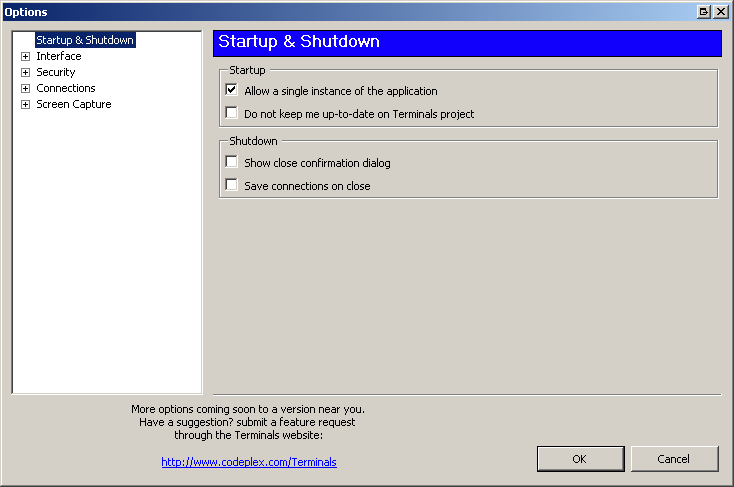 Options
Startup & Shutdown
Interface
Security
Connections
Screen Capture
Startup & Shutdown
Startup
Allow a single instance of the application
Do not keep me up-to-date on Terminals project
Shutdown
Show close confirmation dialog
Save connections on close
More options coming soon to a version near you.
Have a suggestion? submit a feature request
through the Terminals website:
http://www.codeplex.com/Terminals
OK
Cancel